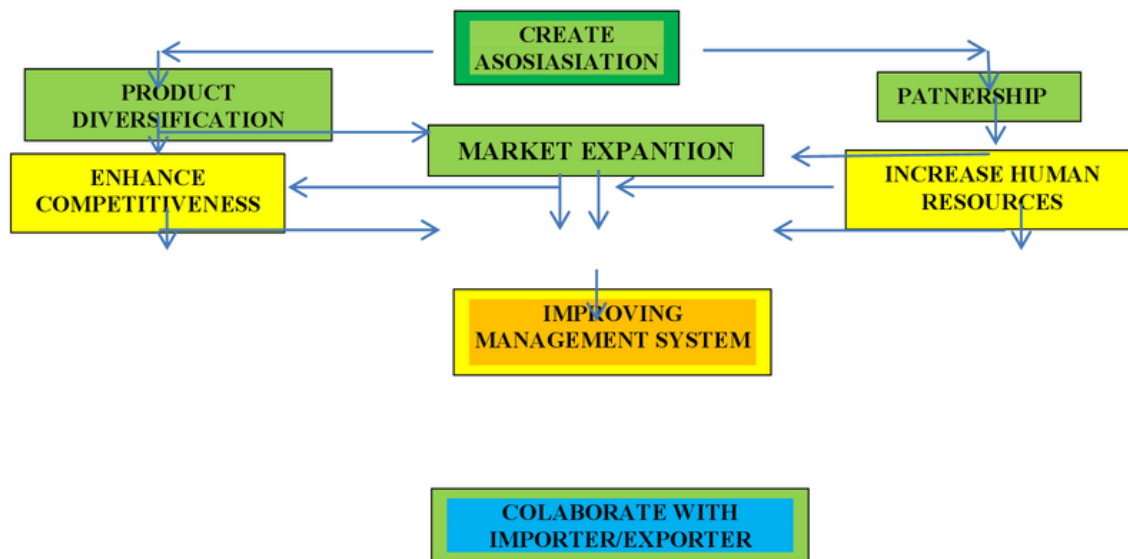 CREATE
ASOSIASIATION
PRODUCT
DIVERSIFICATION
PATNERSHIP
MARKET EXPANTION
ENHANCE
COMPETITIVENESS
INCREASE HUMAN
RESOURCES
IMPROVING
MANAGEMENT SYSTEM
COLABORATE WITH
IMPORTER/EXPORTER